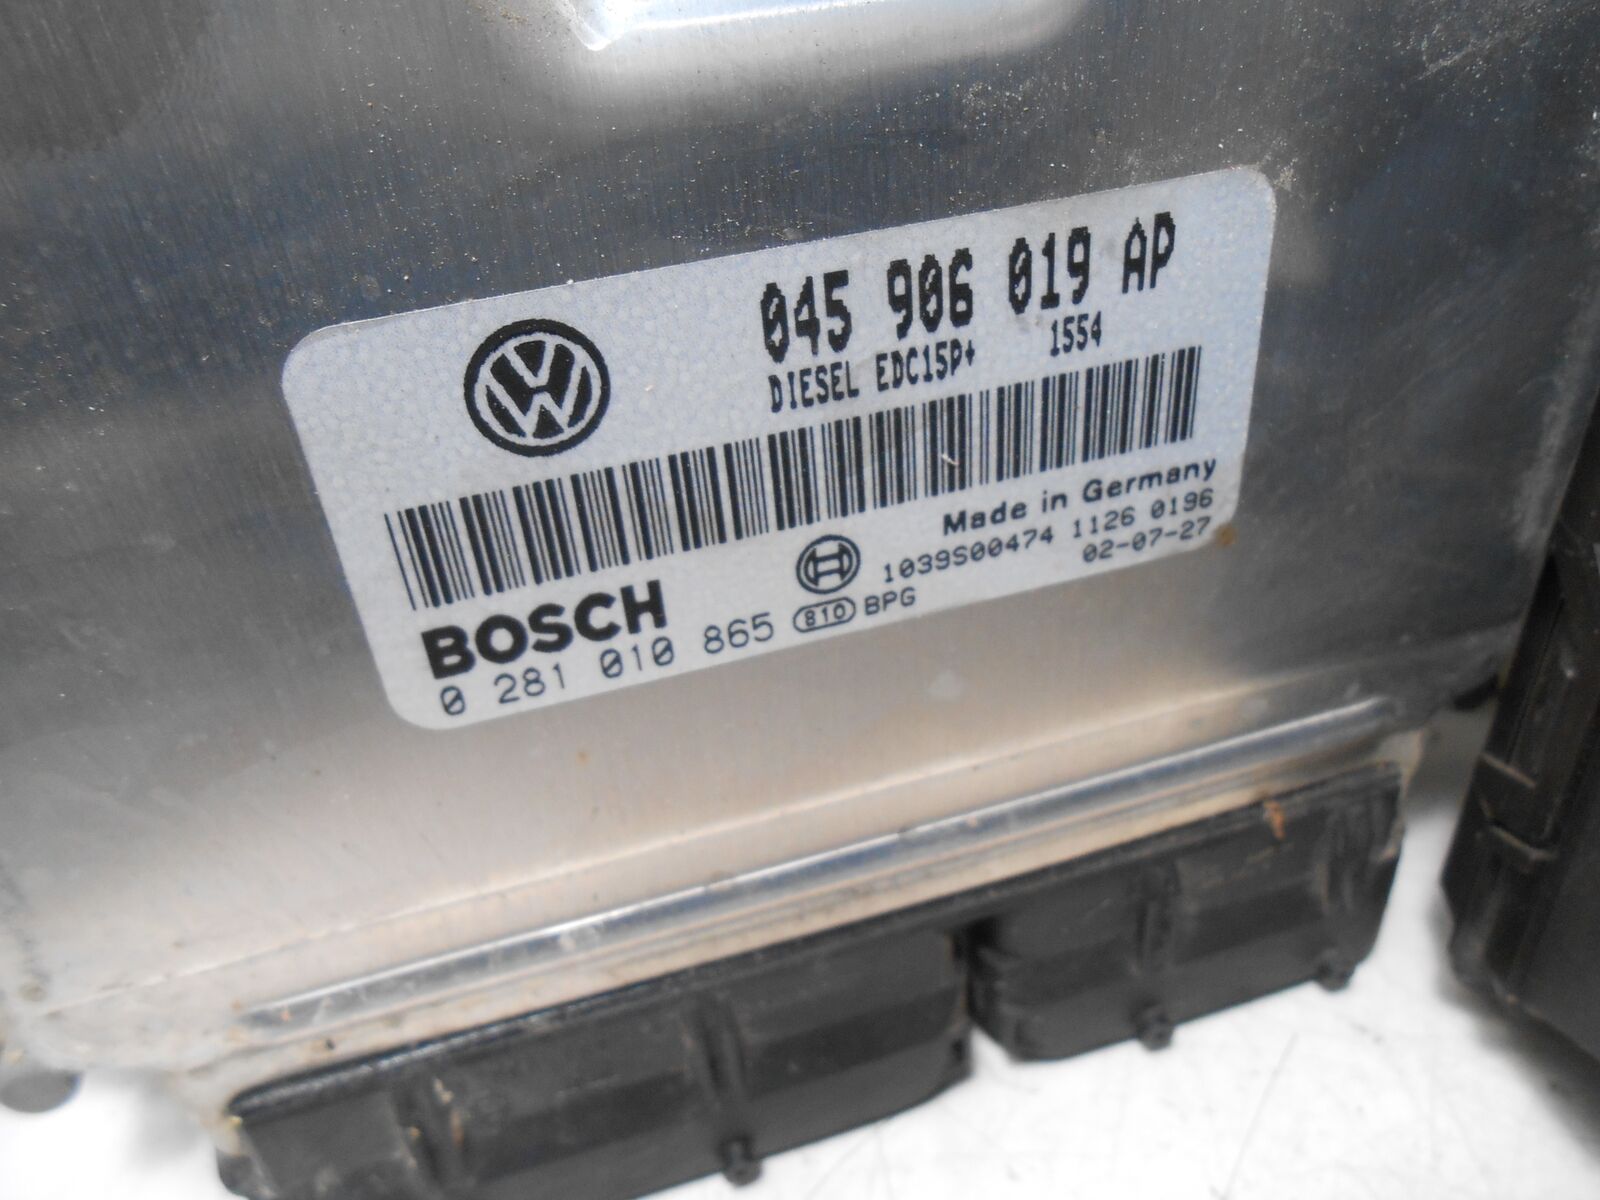 045 906 019 AP
DIESEL EDC15P+ 1554
Made in Germany
1039S00474 1126 0196
02-07-27
BOSCH
0 281 010 865 810 BPG